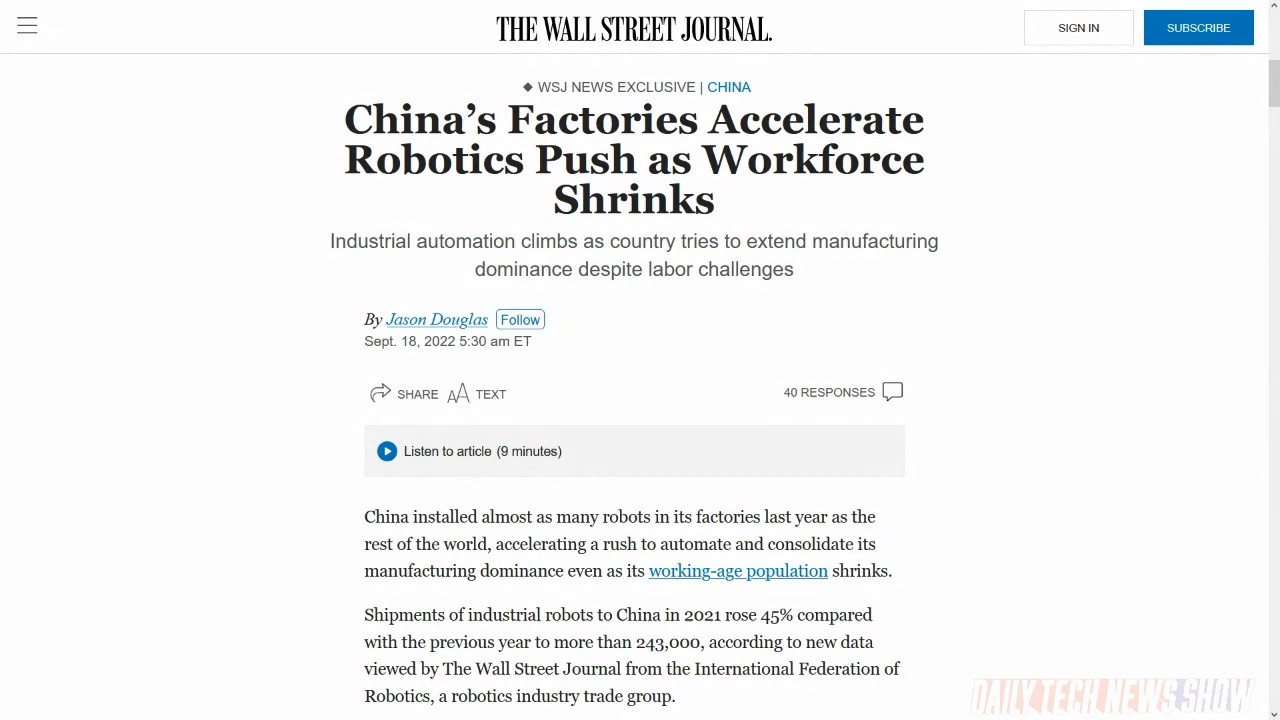 THE WALL STREET JOURNAL.
SIGN IN
SUBSCRIBE
◆ WSJ NEWS EXCLUSIVE | CHINA
China's Factories Accelerate
Robotics Push as Workforce
Shrinks
Industrial automation climbs as country tries to extend manufacturing
dominance despite labor challenges
By Jason Douglas Follow
Sept. 18, 2022 5:30 am ET
SHARE AA TEXT
40 RESPONSES
Listen to article (9 minutes)
China installed almost as many robots in its factories last year as the
rest of the world, accelerating a rush to automate and consolidate its
manufacturing dominance even as its working-age population shrinks.
Shipments of industrial robots to China in 2021 rose 45% compared
with the previous year to more than 243,000, according to new data
viewed by The Wall Street Journal from the International Federation of
Robotics, a robotics industry trade group.
DAILY TECH NEWS SHOW